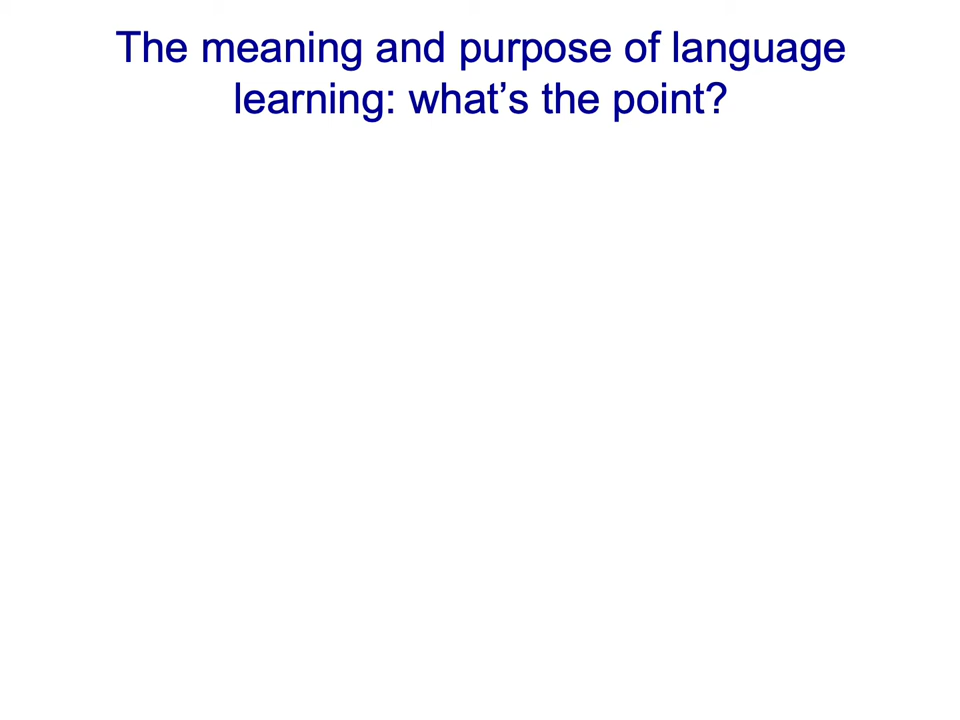 The meaning and purpose of language
learning: what’s the point?